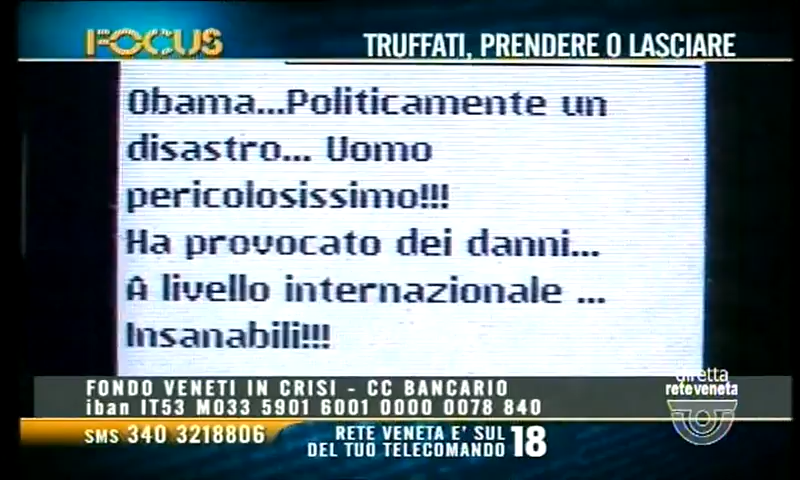 FOCUS
TRUFFATI, PRENDERE O LASCIARE
Obama...Politicamente un
disastro... Uomo
pericolosissimo!!!
Ha provocato dei danni...
A livello internazionale ...
Insanabili!!!
FONDO VENETI IN CRISI - CC BANCARIO
iban IT53 M033 5901 6001 0000 0078 840
diretta
reteveneta
SMS 340 3218806
RETE VENETA E' SUL
DEL TUO TELECOMANDO 18